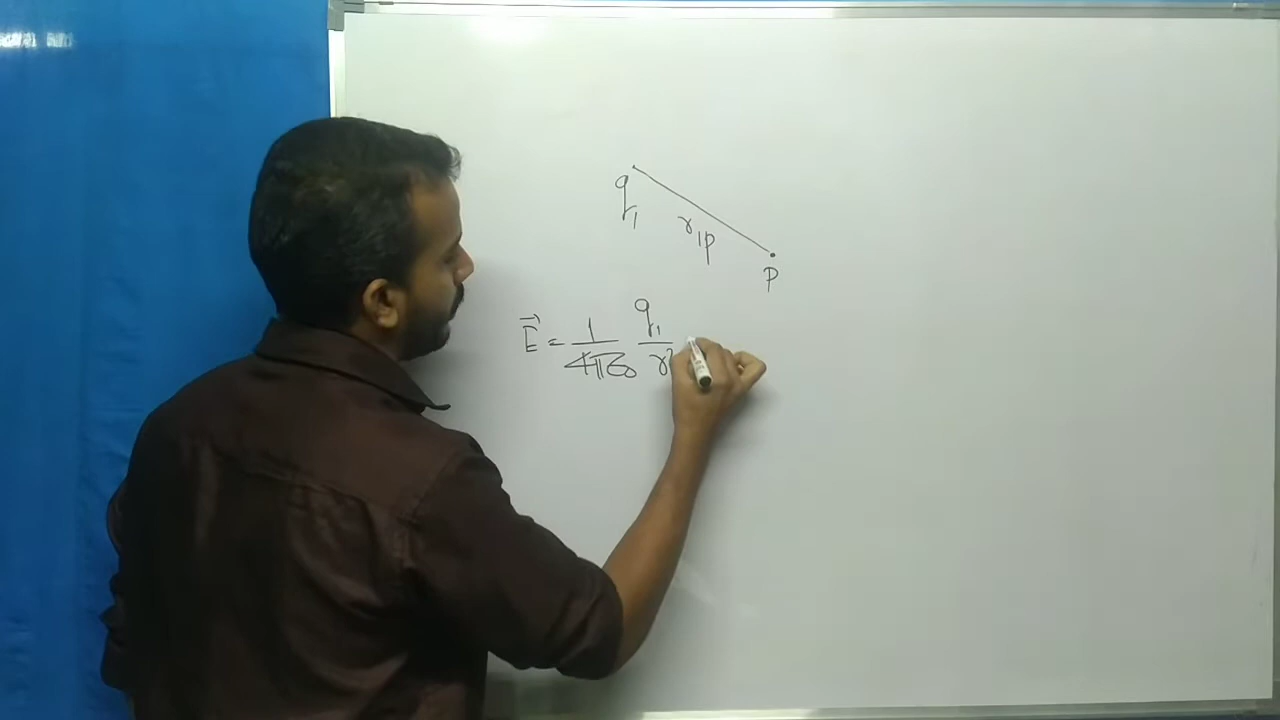 q₁
r₁p
P
E⃗ = 1/4πε₀ q₁/r²